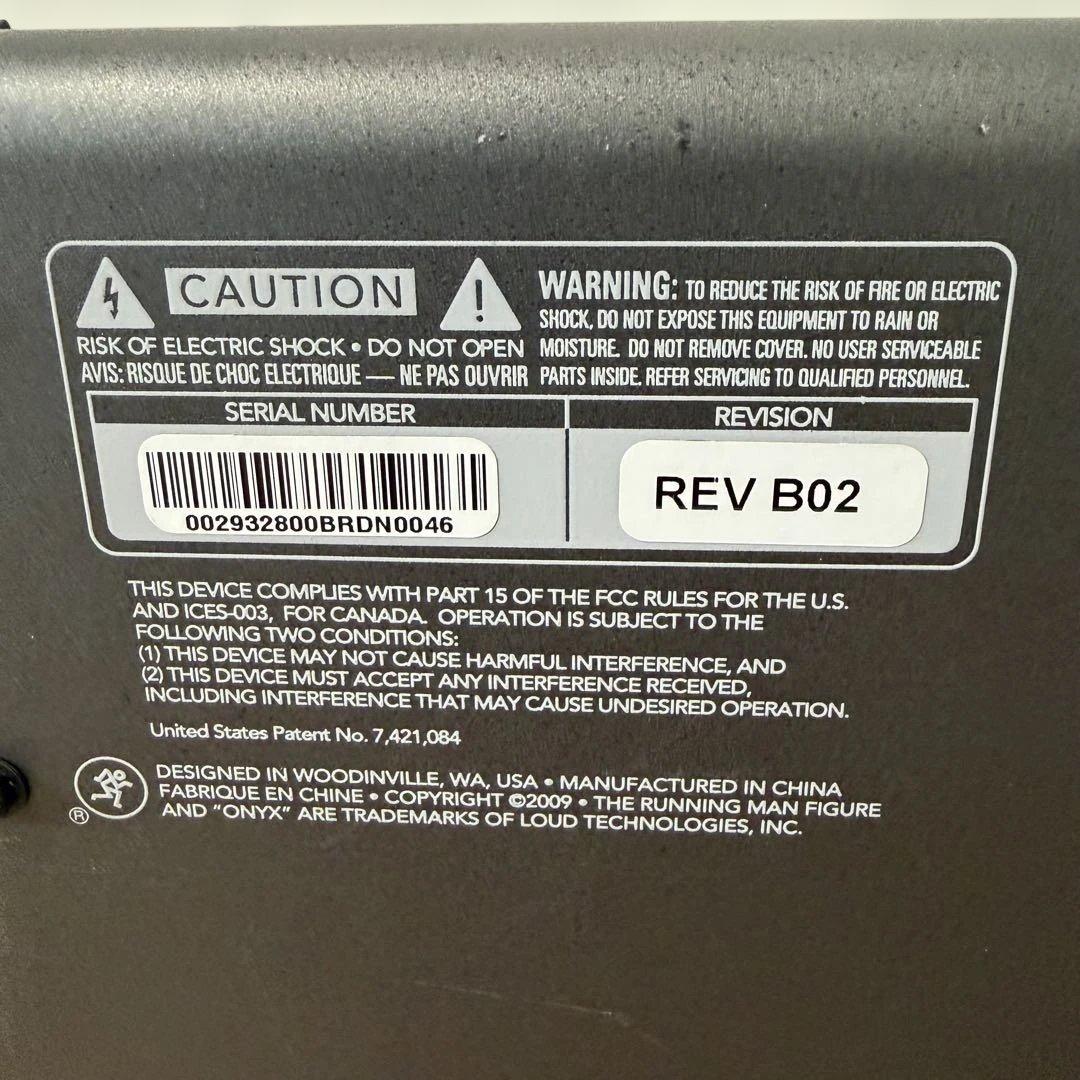 CAUTION
RISK OF ELECTRIC SHOCK • DO NOT OPEN
AVIS: RISQUE DE CHOC ELECTRIQUE — NE PAS OUVRIR
WARNING: TO REDUCE THE RISK OF FIRE OR ELECTRIC
SHOCK, DO NOT EXPOSE THIS EQUIPMENT TO RAIN OR
MOISTURE. DO NOT REMOVE COVER. NO USER SERVICEABLE
PARTS INSIDE. REFER SERVICING TO QUALIFIED PERSONNEL.
SERIAL NUMBER
002932800BRDN0046
REVISION
REV B02
THIS DEVICE COMPLIES WITH PART 15 OF THE FCC RULES FOR THE U.S.
AND ICES-003, FOR CANADA. OPERATION IS SUBJECT TO THE
FOLLOWING TWO CONDITIONS:
(1) THIS DEVICE MAY NOT CAUSE HARMFUL INTERFERENCE, AND
(2) THIS DEVICE MUST ACCEPT ANY INTERFERENCE RECEIVED,
INCLUDING INTERFERENCE THAT MAY CAUSE UNDESIRED OPERATION.
United States Patent No. 7,421,084
®
DESIGNED IN WOODINVILLE, WA, USA • MANUFACTURED IN CHINA
FABRIQUE EN CHINE • COPYRIGHT ©2009 • THE RUNNING MAN FIGURE
AND "ONYX" ARE TRADEMARKS OF LOUD TECHNOLOGIES, INC.